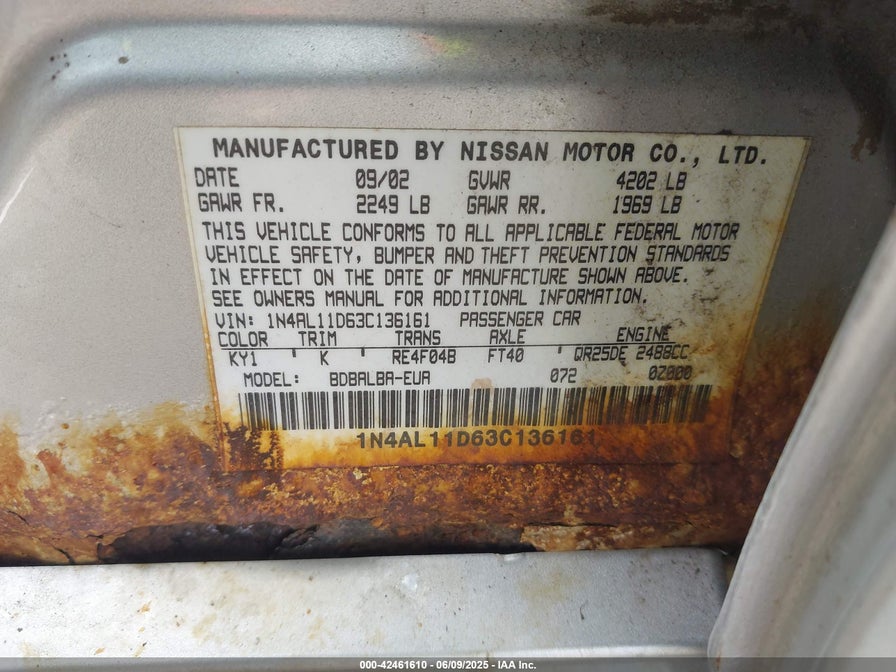 MANUFACTURED BY NISSAN MOTOR CO., LTD.
DATE 09/02 GVWR 4202 LB
GAWR FR. 2249 LB GAWR RR. 1969 LB
THIS VEHICLE CONFORMS TO ALL APPLICABLE FEDERAL MOTOR
VEHICLE SAFETY, BUMPER AND THEFT PREVENTION STANDARDS
IN EFFECT ON THE DATE OF MANUFACTURE SHOWN ABOVE.
SEE OWNERS MANUAL FOR ADDITIONAL INFORMATION.
VIN: 1N4AL11D63C136161 PASSENGER CAR
COLOR TRIM TRANS AXLE ENGINE
KY1 K RE4F04B FT40 QR25DE 2488CC
MODEL: BDBALBA-EUA 072 0Z000
1N4AL11D63C136161
000-42461610 - 06/09/2025 - IAA Inc.